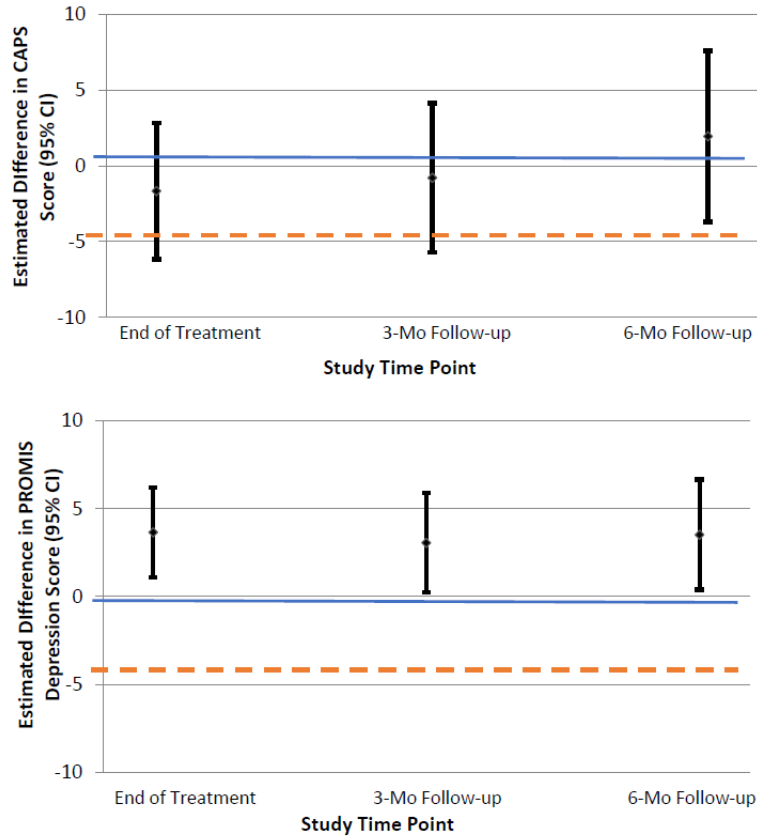 10
5
0
-5
-10
Estimated DIfference in CAPS
Score (95% CI)
End of Treatment 3-Mo Follow-up 6-Mo Follow-up
Study Time Point
10
5
0
-5
-10
Estimated DIfference in PROMIS
Depression Score (95% CI)
End of Treatment 3-Mo Follow-up 6-Mo Follow-up
Study Time Point